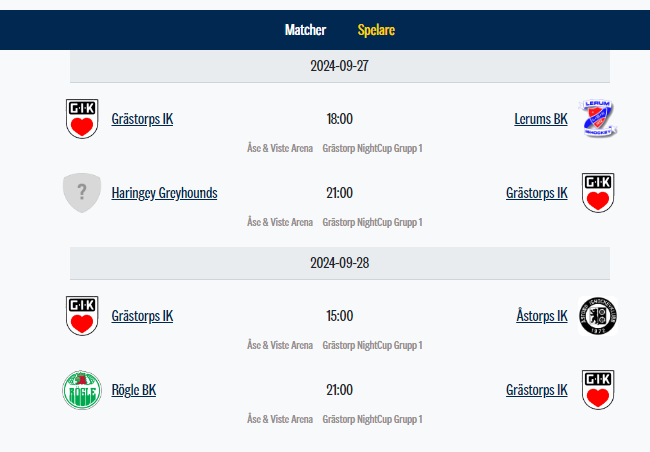 Matcher Spelare
2024-09-27
G·I·K Grästorps IK 18:00 Lerums BK LERUM
Åse & Viste Arena Grästorp NightCup Grupp 1
? Haringey Greyhounds 21:00 Grästorps IK G·I·K
Åse & Viste Arena Grästorp NightCup Grupp 1
2024-09-28
G·I·K Grästorps IK 15:00 Åstorps IK 1972
Åse & Viste Arena Grästorp NightCup Grupp 1
RÖGLE Rögle BK 21:00 Grästorps IK G·I·K
Åse & Viste Arena Grästorp NightCup Grupp 1